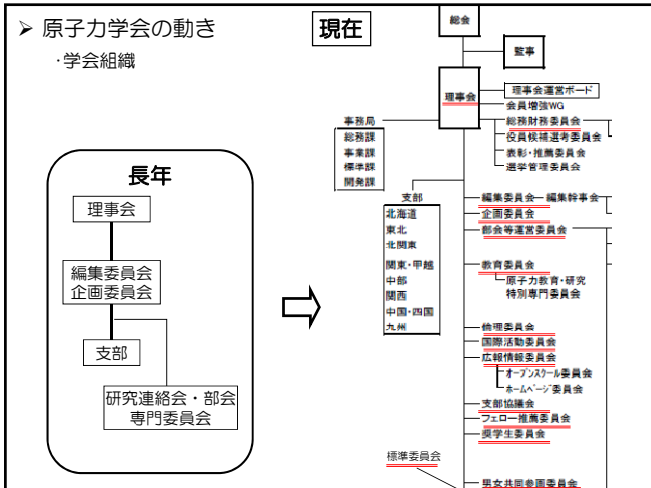 ➢ 原子力学会の動き
・学会組織
現在
長年
理事会
編集委員会
企画委員会
支部
研究連絡会・部会
専門委員会
総会
監事
理事会
理事会運営ボード
会員増強WG
総務財務委員会
役員候補選考委員会
表彰・推薦委員会
選挙管理委員会
事務局
総務課
事業課
標準課
開発課
支部
北海道
東北
北関東
関東・甲越
中部
関西
中国・四国
九州
編集委員会 編集幹事会
企画委員会
部会等運営委員会
教育委員会
原子力教育・研究
特別専門委員会
倫理委員会
国際活動委員会
広報情報委員会
オープンスクール委員会
ホームページ委員会
支部協議会
フェロー推薦委員会
奨学生委員会
標準委員会
男女共同参画委員会